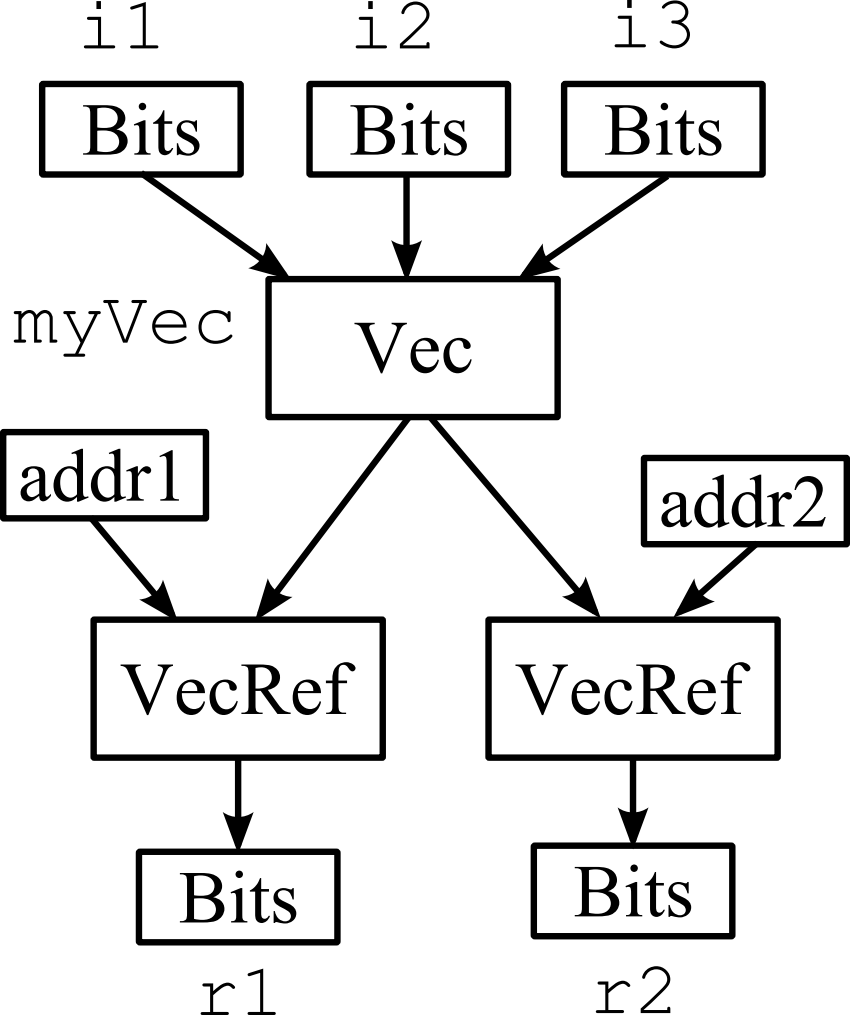 i1 i2 i3
Bits Bits Bits
myVec Vec
addr1 addr2
VecRef VecRef
Bits Bits
r1 r2